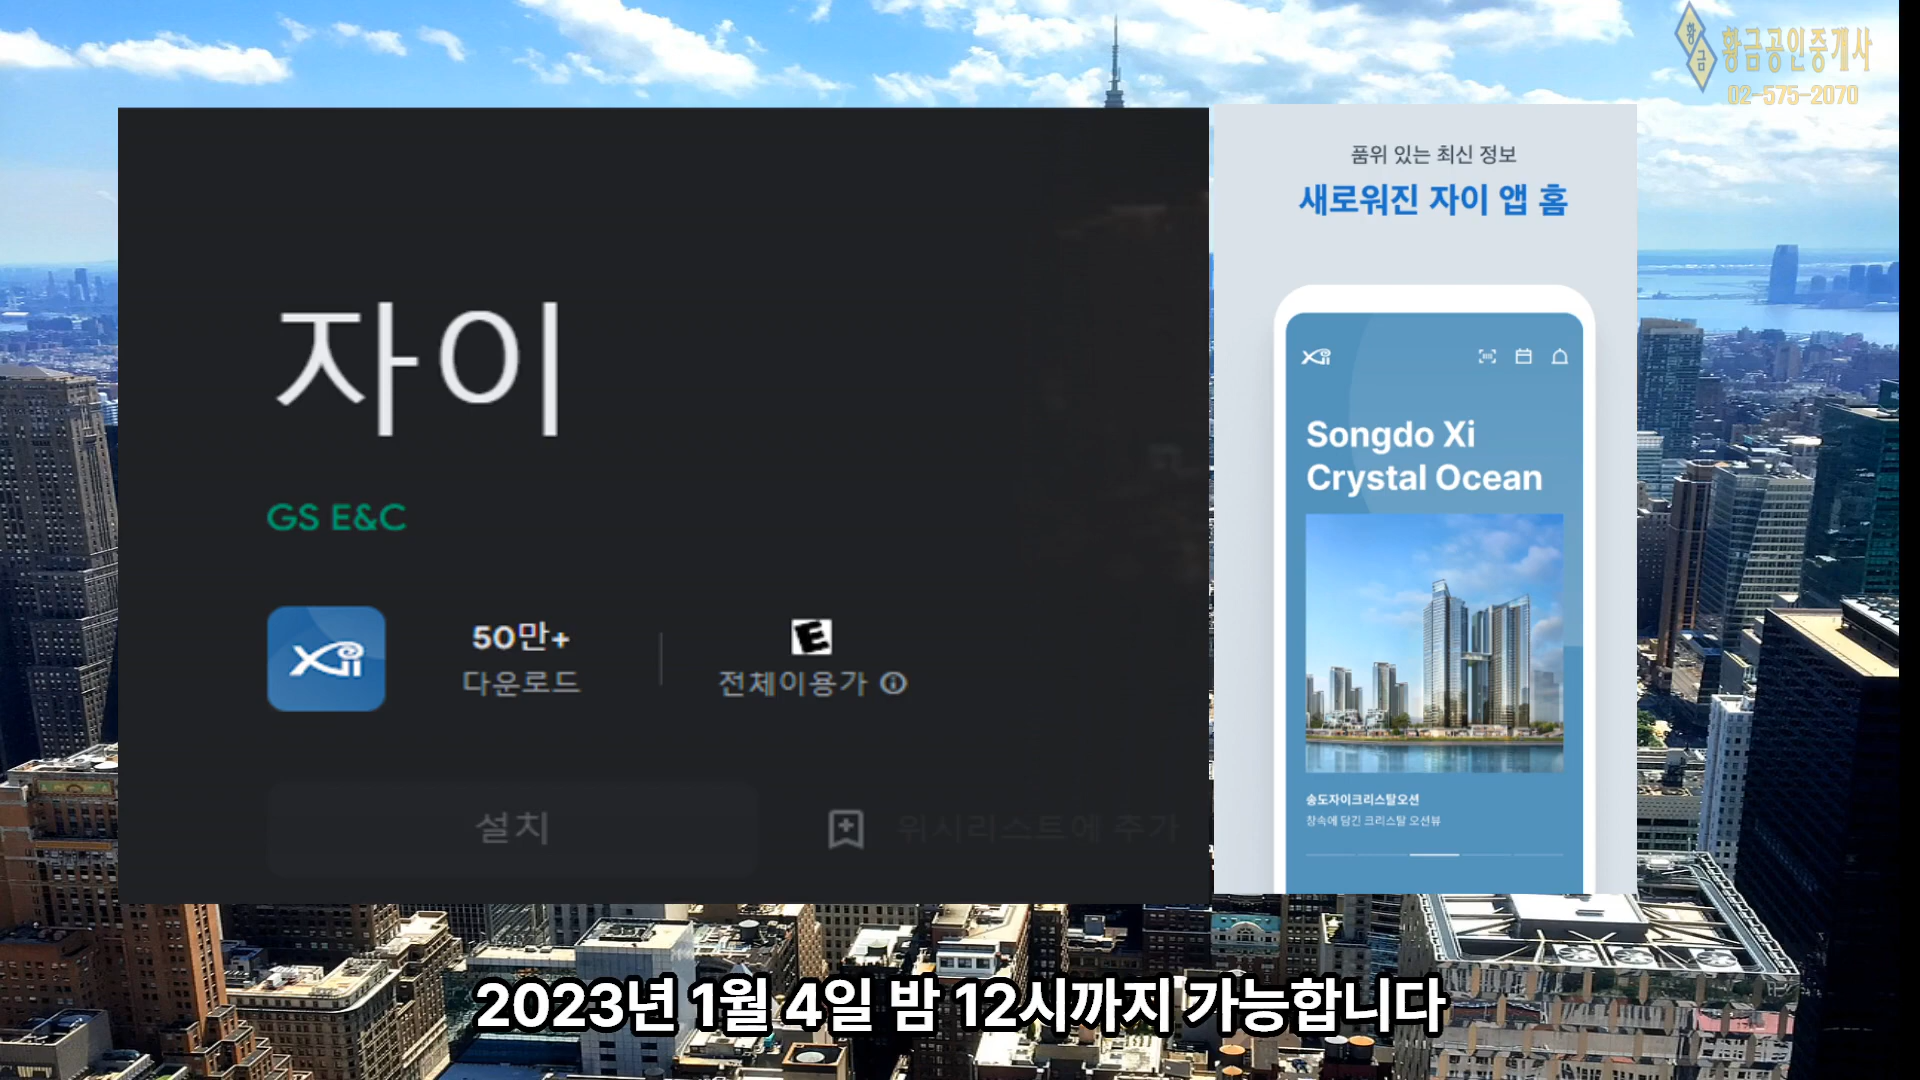 황금
황금공인중개사
02-575-2070
자이
GS E&C
Xi
50만+
다운로드
E
전체이용가
설치
위시리스트에 추가
품위 있는 최신 정보
새로워진 자이 앱 홈
Xi
Songdo Xi
Crystal Ocean
송도자이크리스탈오션
창속에 담긴 크리스탈 오션뷰
2023년 1월 4일 밤 12시까지 가능합니다